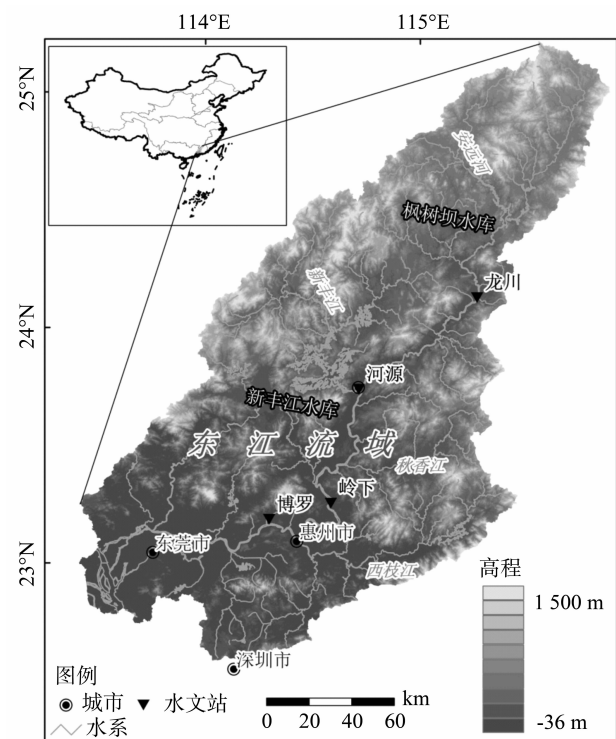 114°E
115°E
25°N
24°N
23°N
安远河
枫树坝水库
龙川
新丰江
河源
新丰江水库
东江流域
秋香江
岭下
博罗
惠州市
东莞市
西枝江
深圳市
高程
1 500 m
-36 m
图例
城市
水文站
水系
km
0 20 40 60